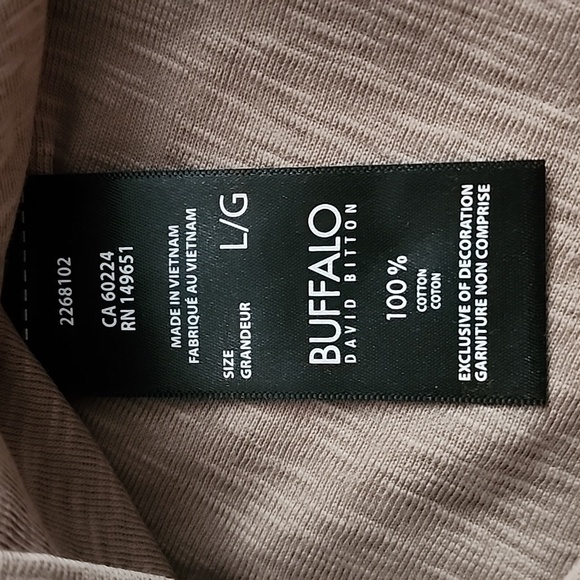 2268102
CA 60224
RN 149651
MADE IN VIETNAM
FABRIQUÉ AU VIETNAM
SIZE
GRANDEUR
L/G
BUFFALO
DAVID BITTON
100 %
COTTON
COTON
EXCLUSIVE OF DECORATION
GARNITURE NON COMPRISE